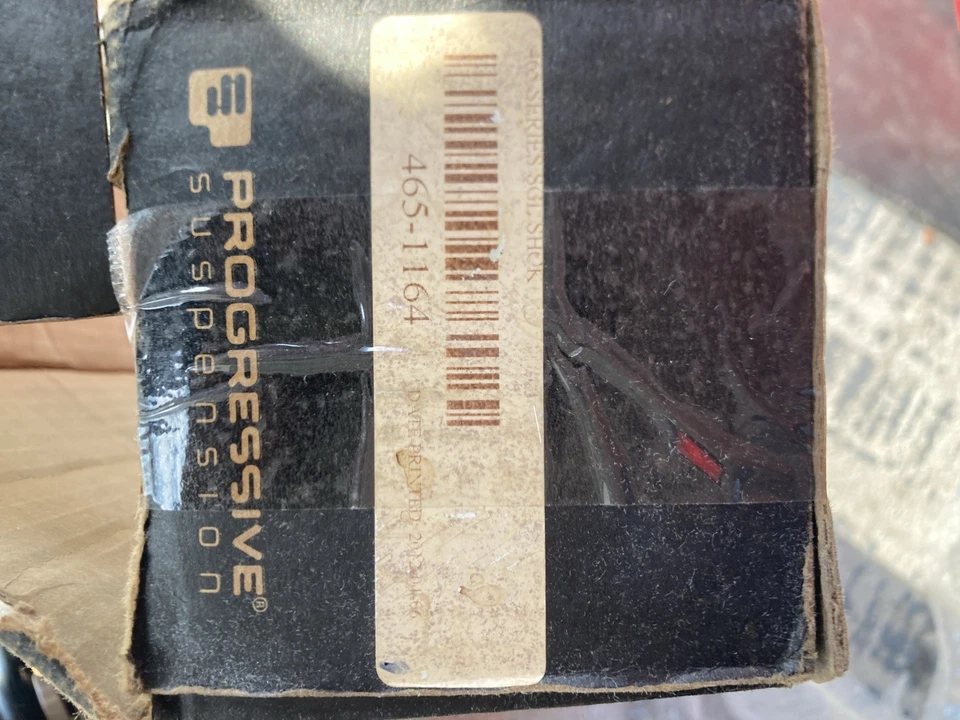 PROGRESSIVE®
suspension
465 SERIES SGL SHOCK
465-1164
DATE PRINTED